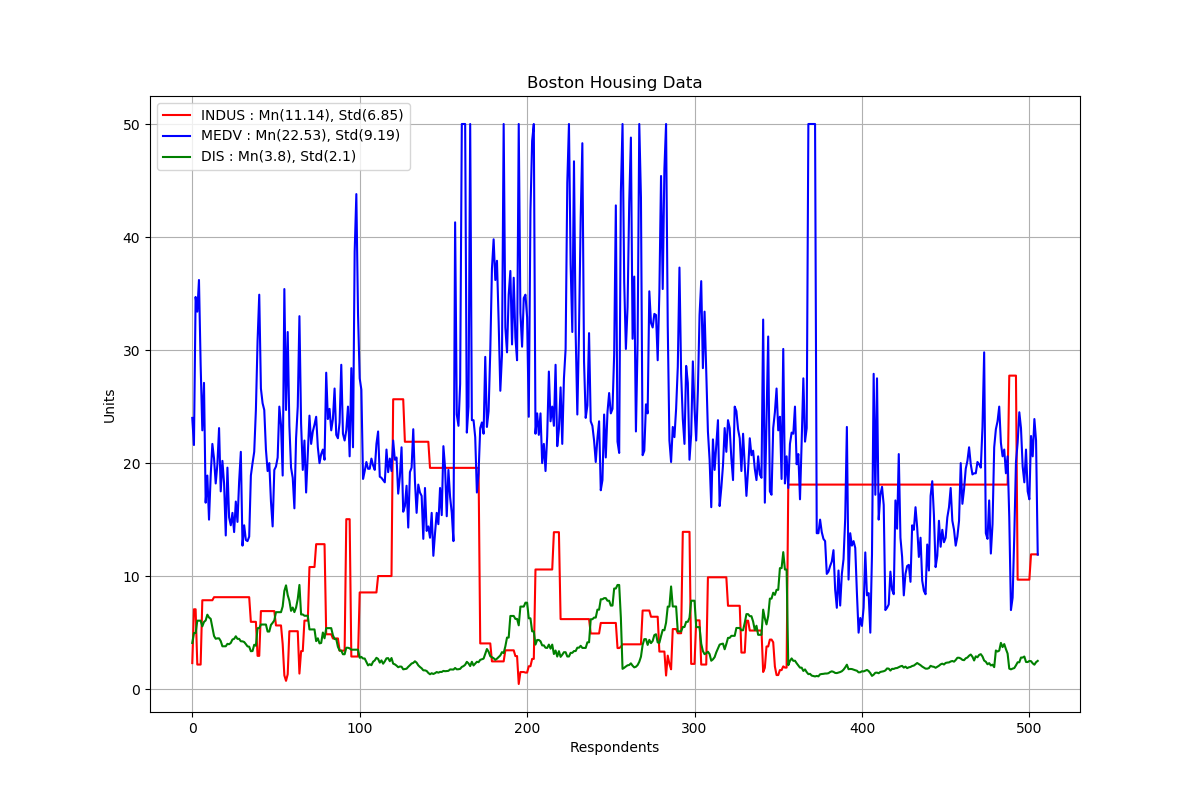 Boston Housing Data
INDUS : Mn(11.14), Std(6.85)
MEDV : Mn(22.53), Std(9.19)
DIS : Mn(3.8), Std(2.1)
50
40
30
20
10
0
Units
0 100 200 300 400 500
Respondents